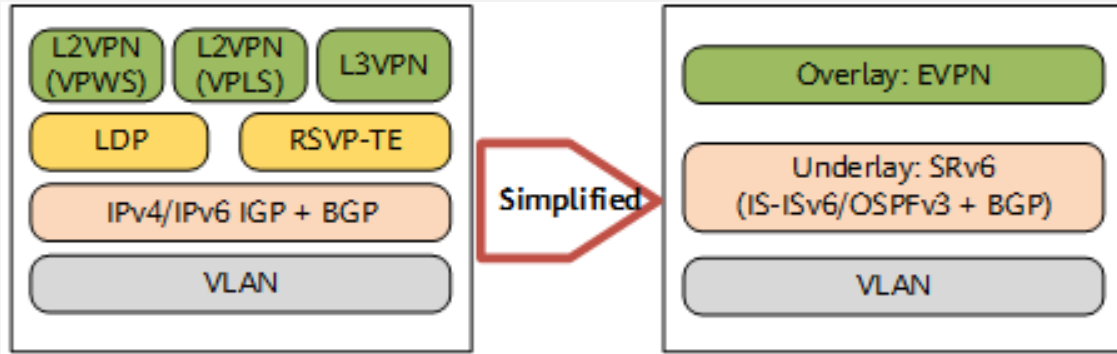 L2VPN
(VPWS)
L2VPN
(VPLS)
L3VPN
LDP
RSVP-TE
IPv4/IPv6 IGP + BGP
VLAN
Simplified
Overlay: EVPN
Underlay: SRv6
(IS-ISv6/OSPFv3 + BGP)
VLAN